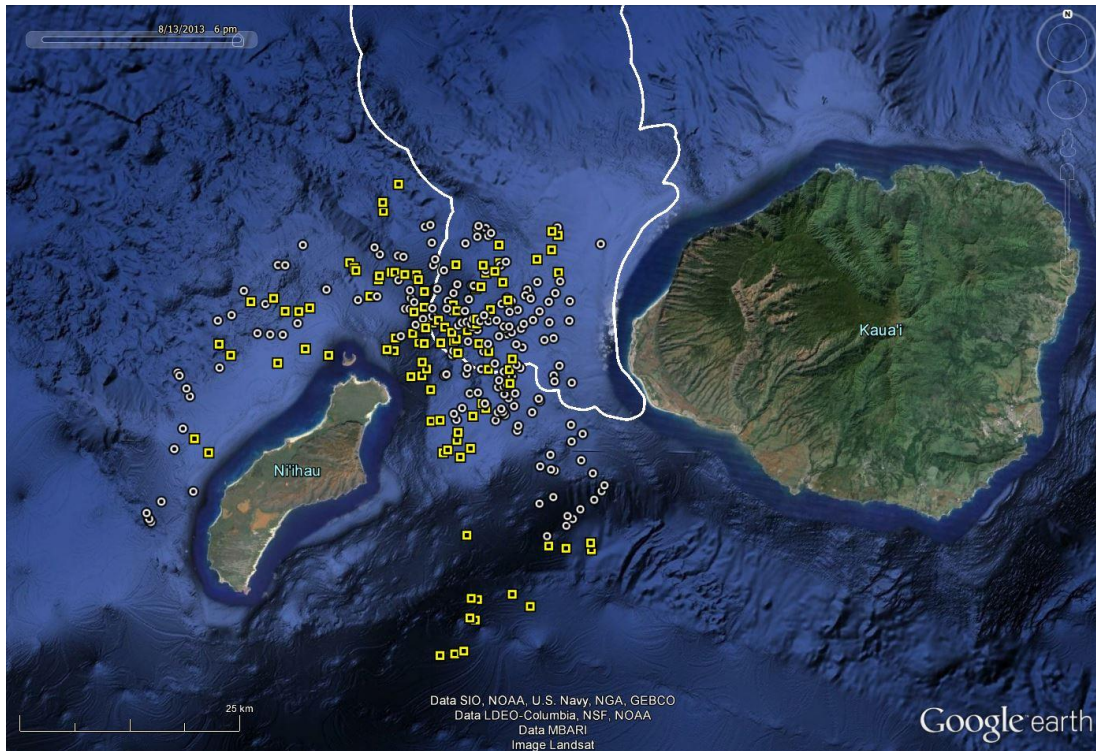 8/13/2013 6 pm
N
Kaua'i
Ni'ihau
25 km
Data SIO, NOAA, U.S. Navy, NGA, GEBCO
Data LDEO-Columbia, NSF, NOAA
Data MBARI
Image Landsat
Google earth